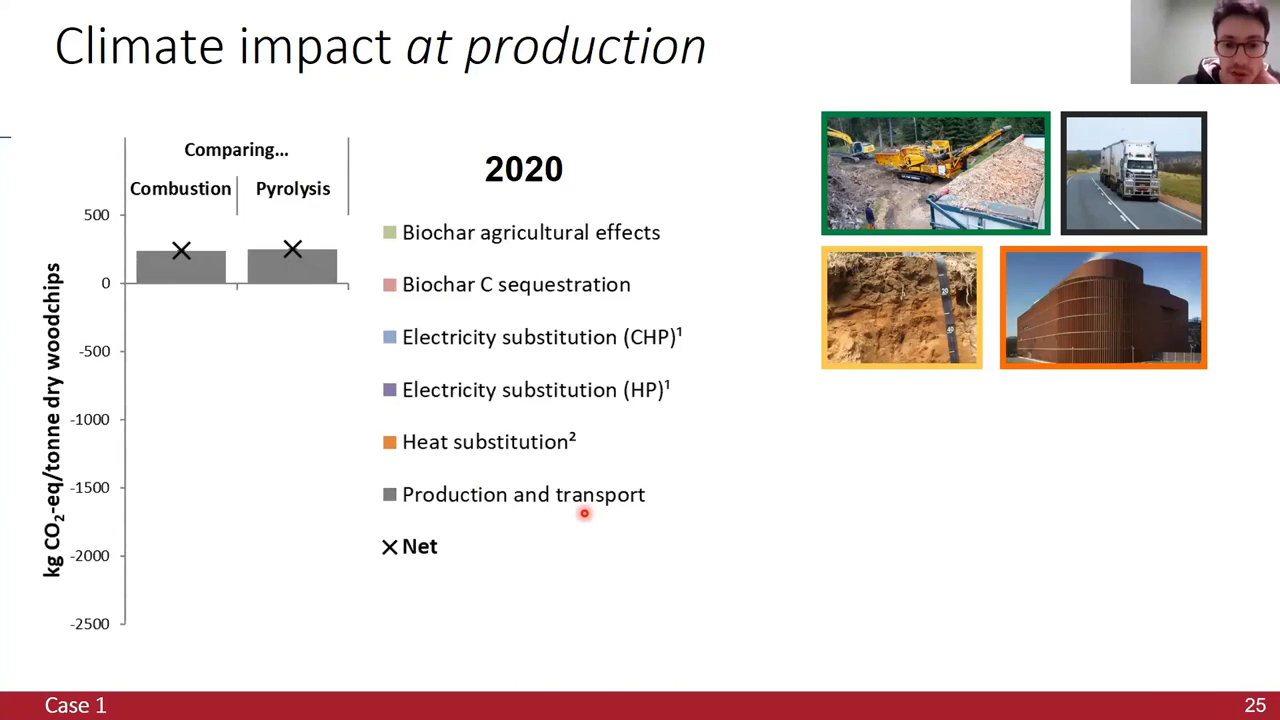 Climate impact at production
Comparing...
Combustion Pyrolysis
2020
500
0
-500
-1000
-1500
-2000
-2500
kg CO₂-eq/tonne dry woodchips
Biochar agricultural effects
Biochar C sequestration
Electricity substitution (CHP)¹
Electricity substitution (HP)¹
Heat substitution²
Production and transport
Net
20
40
Case 1
25